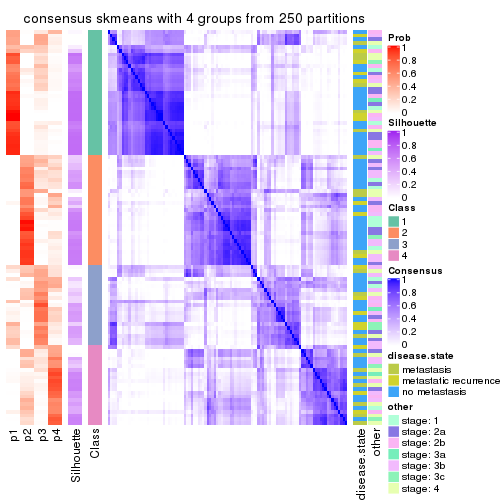 consensus skmeans with 4 groups from 250 partitions
p1
p2
p3
p4
Silhouette
Class
disease.state
other
Prob
1
0.8
0.6
0.4
0.2
0
Silhouette
1
0.8
0.6
0.4
0.2
0
Class
1
2
3
4
Consensus
1
0.8
0.6
0.4
0.2
0
disease.state
metastasis
metastatic recurrence
no metastasis
other
stage: 1
stage: 2a
stage: 2b
stage: 3a
stage: 3b
stage: 3c
stage: 4